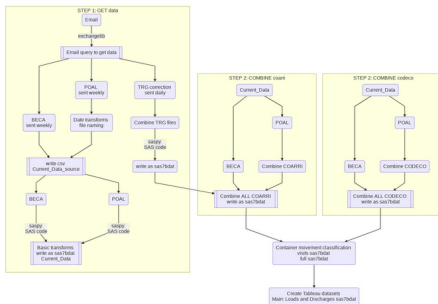 STEP 1: GET data
Email
exchangelib
Email query to get data
BECA
sent weekly
POAL
sent weekly
TRG correction
sent daily
Date transforms
file naming
Combine TRG files
saspy
SAS code
write as sas7bdat
write csv
Current_Data_source
BECA
POAL
saspy
SAS code
saspy
SAS code
Basic transforms
write as sas7bdat
Current_Data
STEP 2: COMBINE coarri
Current_Data
POAL
BECA
Combine COARRI
Combine ALL COARRI
write as sas7bdat
STEP 2: COMBINE codeco
Current_Data
POAL
BECA
Combine CODECO
Combine ALL CODECO
write as sas7bdat
Container movement classification
visits sas7bdat
full sas7bdat
Create Tableau datasets
Main: Loads and Discharges sas7bdat